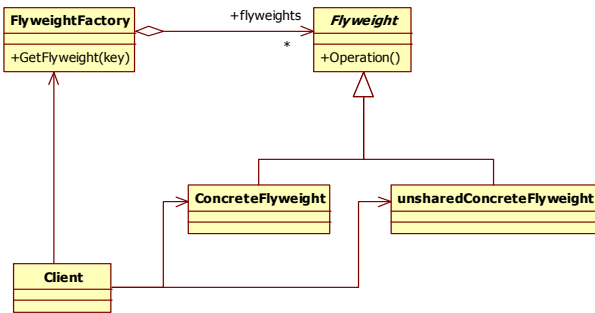 FlyweightFactory
+GetFlyweight(key)
+flyweights
*
Flyweight
+Operation()
ConcreteFlyweight
unsharedConcreteFlyweight
Client